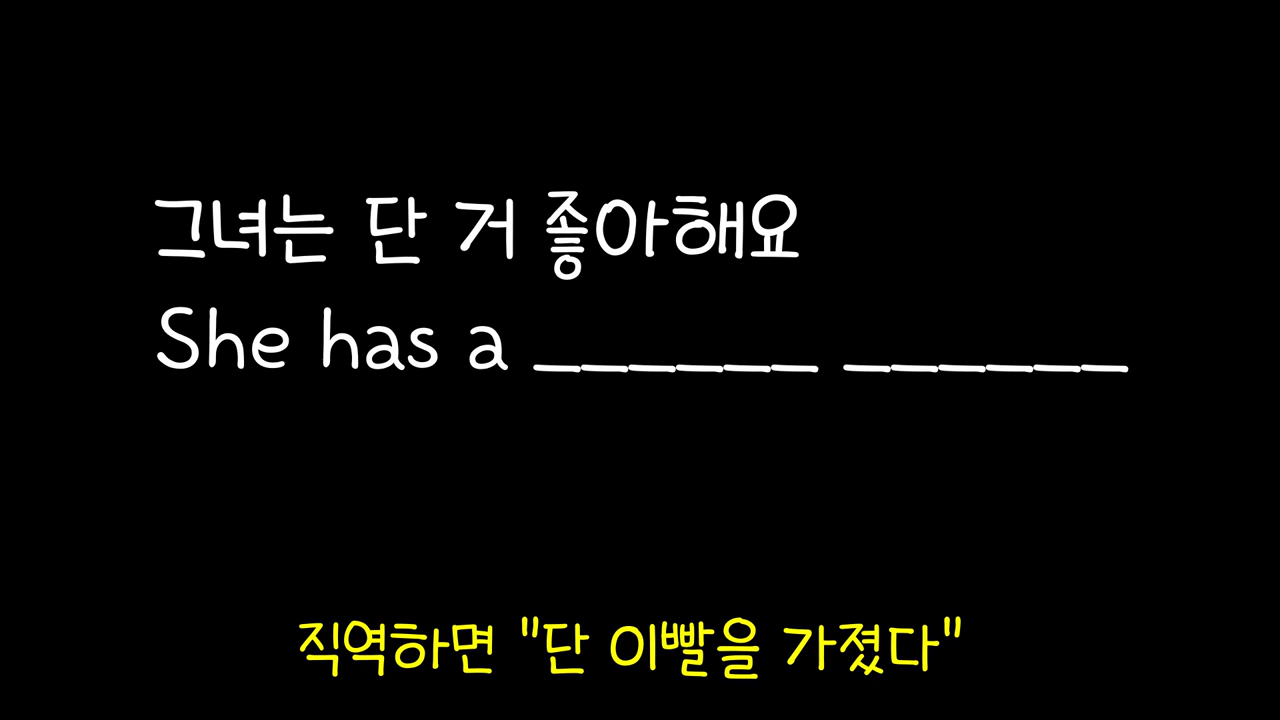 그녀는 단 거 좋아해요
She has a ______ ______
직역하면 "단 이빨을 가졌다"